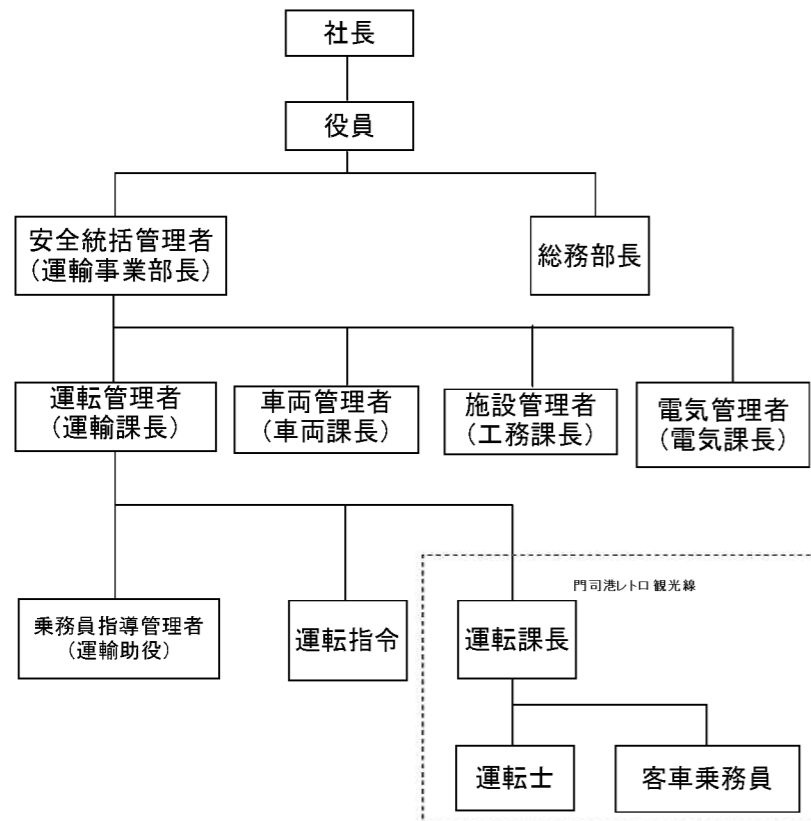 社長
役員
安全統括管理者
（運輸事業部長）
総務部長
運転管理者
（運輸課長）
車両管理者
（車両課長）
施設管理者
（工務課長）
電気管理者
（電気課長）
門司港レトロ観光線
乗務員指導管理者
（運輸助役）
運転指令
運転課長
運転士
客車乗務員